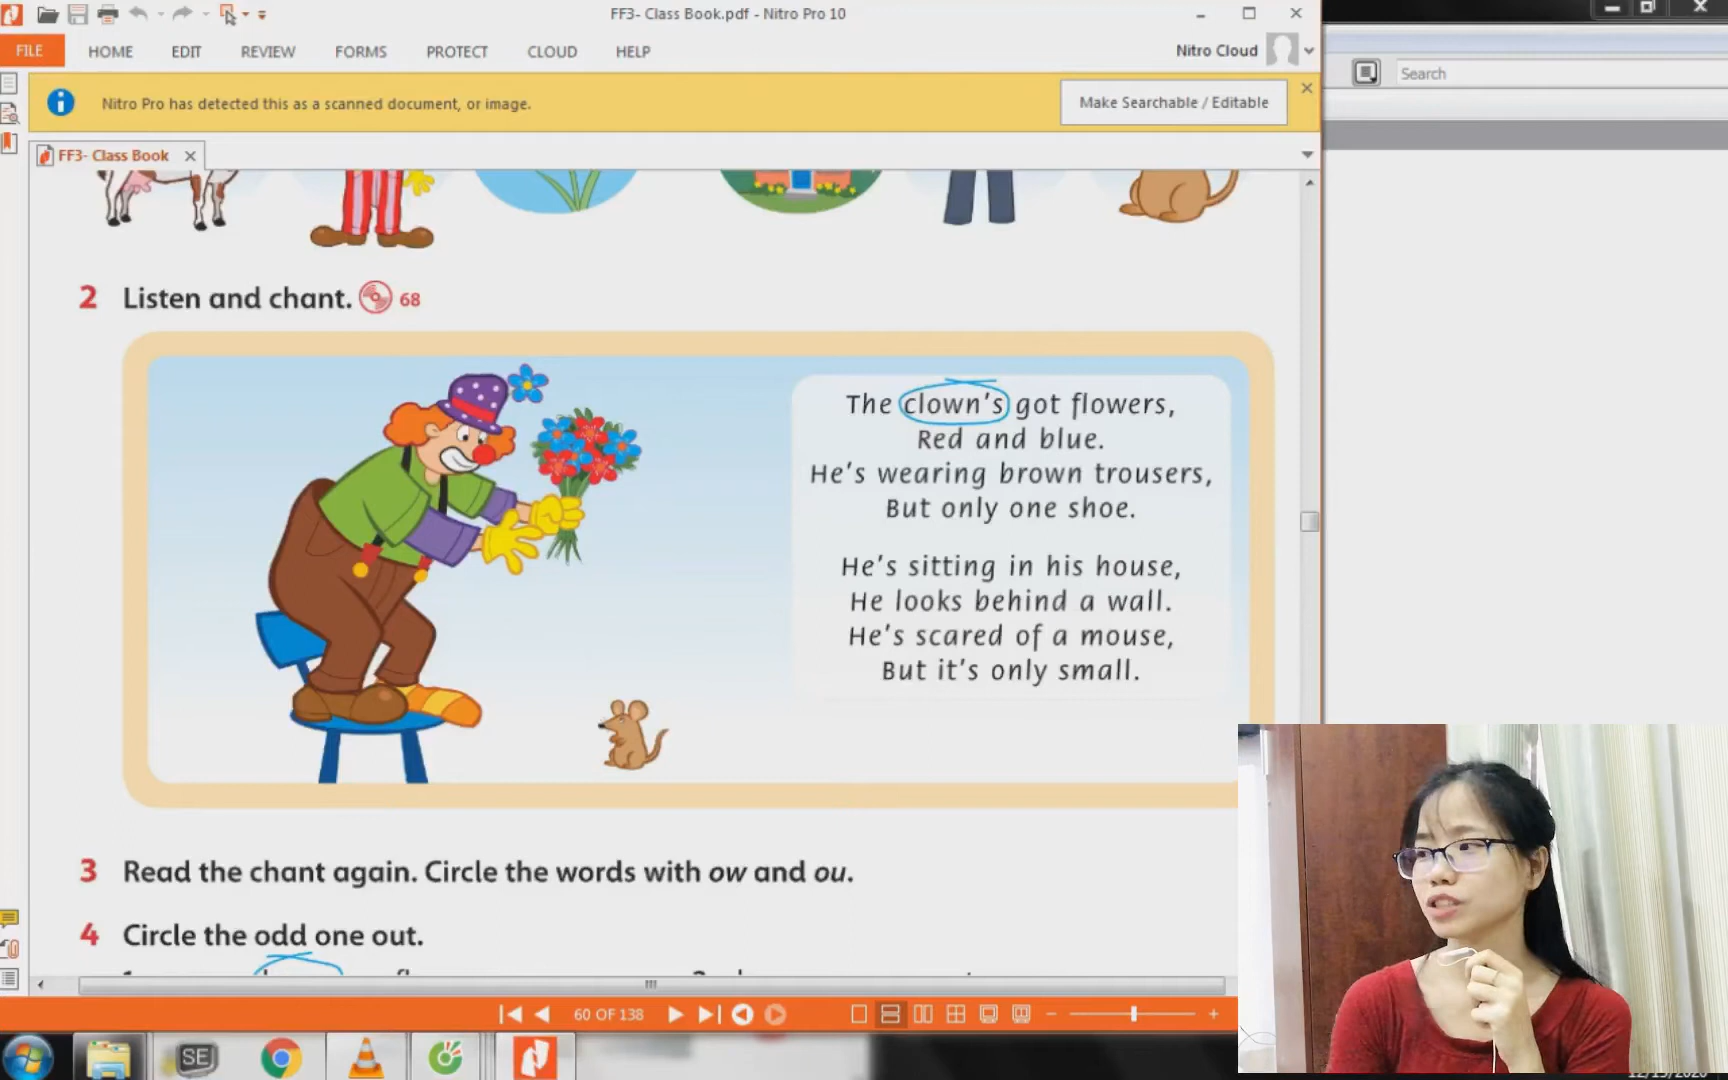 FF3- Class Book.pdf - Nitro Pro 10
FILE HOME EDIT REVIEW FORMS PROTECT CLOUD HELP Nitro Cloud
Search
Nitro Pro has detected this as a scanned document, or image. Make Searchable / Editable
FF3- Class Book
2 Listen and chant. 68
The clown's got flowers,
Red and blue.
He's wearing brown trousers,
But only one shoe.
He's sitting in his house,
He looks behind a wall.
He's scared of a mouse,
But it's only small.
3 Read the chant again. Circle the words with ow and ou.
4 Circle the odd one out.
60 OF 138
SE